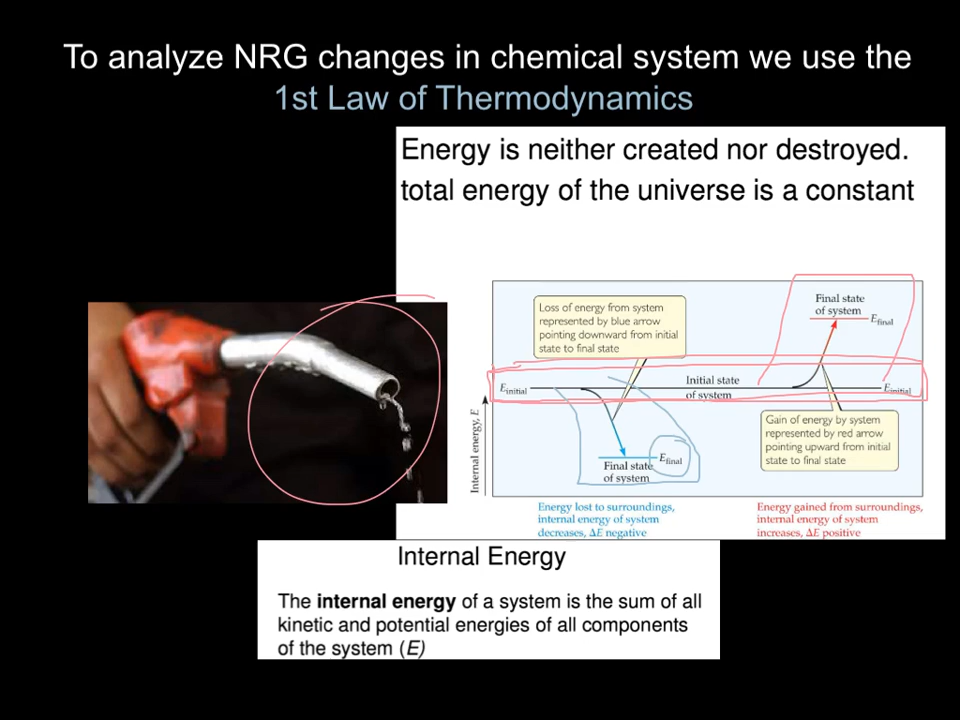 To analyze NRG changes in chemical system we use the
1st Law of Thermodynamics
Energy is neither created nor destroyed.
total energy of the universe is a constant
Loss of energy from system
represented by blue arrow
pointing downward from initial
state to final state
Final state
of system
Efinal
Einitial
Initial state
of system
Einitial
Internal energy, E
Gain of energy by system
represented by red arrow
pointing upward from initial
state to final state
Final state
of system
Efinal
Energy lost to surroundings,
internal energy of system
decreases, ΔE negative
Energy gained from surroundings,
internal energy of system
increases, ΔE positive
Internal Energy
The internal energy of a system is the sum of all
kinetic and potential energies of all components
of the system (E)